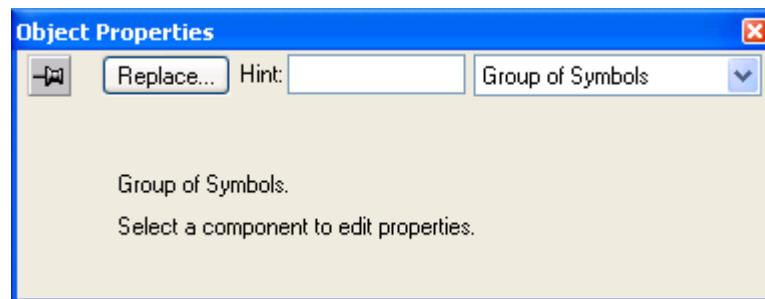 Object Properties
Replace... Hint: Group of Symbols
Group of Symbols.
Select a component to edit properties.